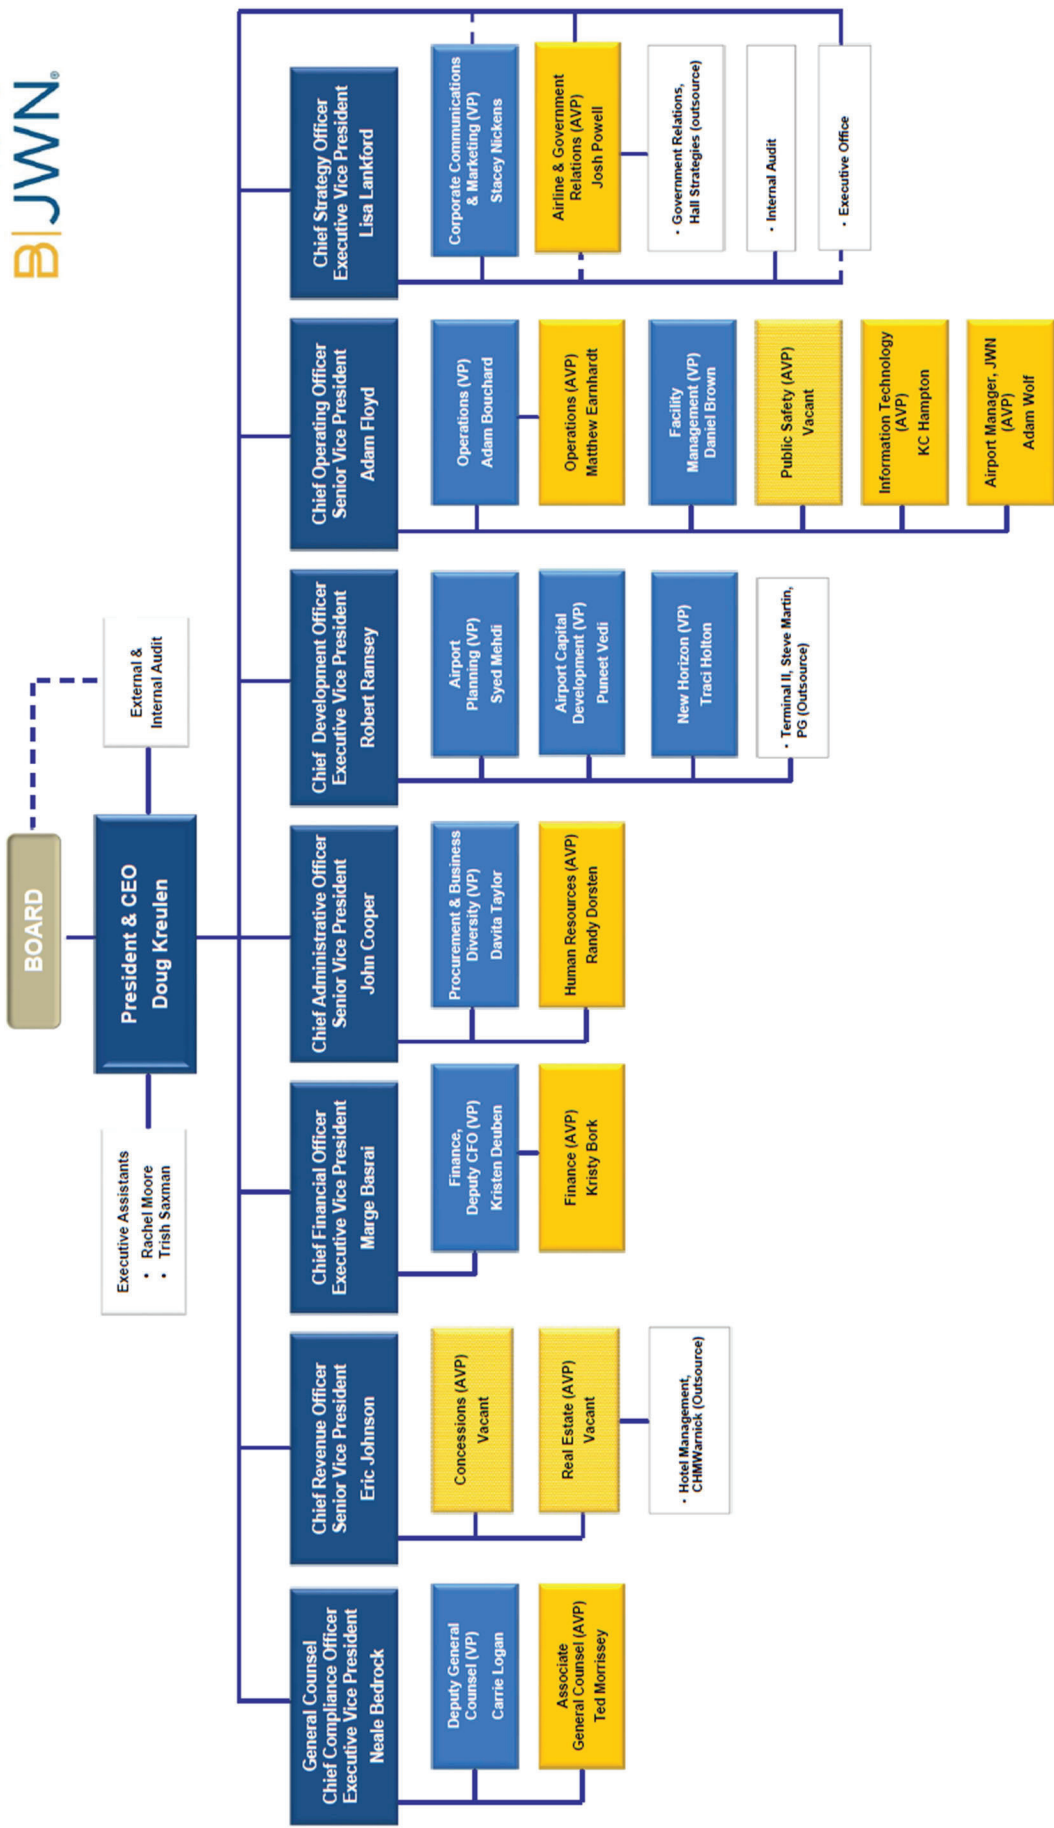 B|JWN®
BOARD
President & CEO
Doug Kreulen
External &
Internal Audit
Executive Assistants
• Rachel Moore
• Trish Saxman
General Counsel
Chief Compliance Officer
Executive Vice President
Neale Bedrock
Deputy General
Counsel (VP)
Carrie Logan
Associate
General Counsel (AVP)
Ted Morrissey
Chief Revenue Officer
Senior Vice President
Eric Johnson
Concessions (AVP)
Vacant
Real Estate (AVP)
Vacant
• Hotel Management,
CHMWarnick (Outsource)
Chief Financial Officer
Executive Vice President
Marge Basrai
Finance,
Deputy CFO (VP)
Kristen Deuben
Finance (AVP)
Kristy Bork
Chief Administrative Officer
Senior Vice President
John Cooper
Procurement & Business
Diversity (VP)
Davita Taylor
Human Resources (AVP)
Randy Dorsten
Chief Development Officer
Executive Vice President
Robert Ramsey
Airport
Planning (VP)
Syed Mehdi
Airport Capital
Development (VP)
Puneet Vedi
New Horizon (VP)
Traci Holton
• Terminal II, Steve Martin,
PG (Outsource)
Chief Operating Officer
Senior Vice President
Adam Floyd
Operations (VP)
Adam Bouchard
Operations (AVP)
Matthew Earnhardt
Facility
Management (VP)
Daniel Brown
Public Safety (AVP)
Vacant
Information Technology
(AVP)
KC Hampton
Airport Manager, JWN
(AVP)
Adam Wolf
Chief Strategy Officer
Executive Vice President
Lisa Lankford
Corporate Communications
& Marketing (VP)
Stacey Nickens
Airline & Government
Relations (AVP)
Josh Powell
• Government Relations,
Hall Strategies (outsource)
• Internal Audit
• Executive Office